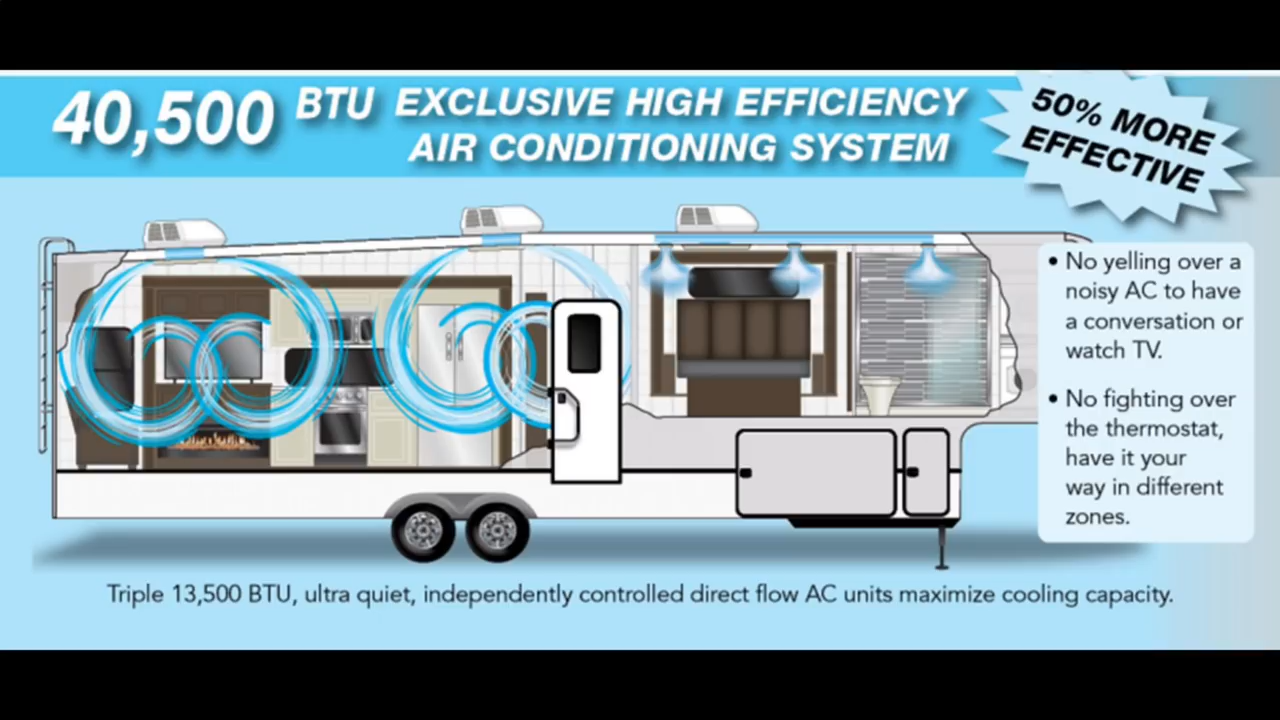 40,500 BTU EXCLUSIVE HIGH EFFICIENCY
AIR CONDITIONING SYSTEM
50% MORE
EFFECTIVE
• No yelling over a
noisy AC to have
a conversation or
watch TV.
• No fighting over
the thermostat,
have it your
way in different
zones.
Triple 13,500 BTU, ultra quiet, independently controlled direct flow AC units maximize cooling capacity.